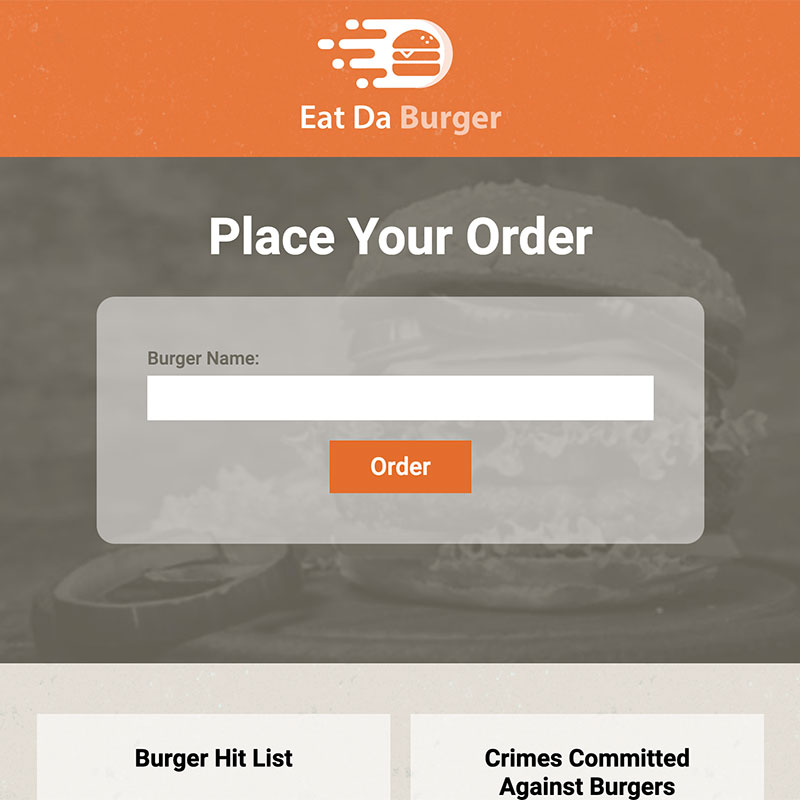 Eat Da Burger
Place Your Order
Burger Name:
Order
Burger Hit List
Crimes Committed
Against Burgers